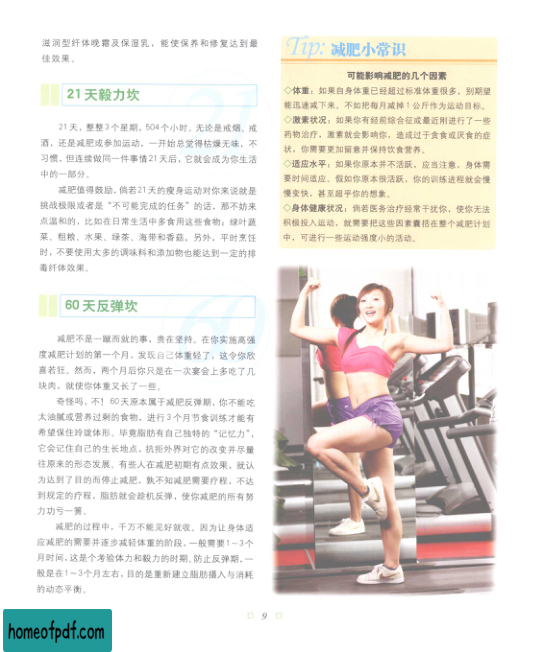 滋润型纤体晚霜及保湿乳，能使保养和修复达到最
佳效果。
21天毅力坎
21天，整整3个星期，504个小时。无论是戒烟、戒
酒，还是减肥或参加运动，一开始总觉得枯燥无味，不
习惯，但连续做同一件事情21天后，它就会成为你生活
中的一部分。
减肥值得鼓励，倘若21天的瘦身运动对你来说就是
挑战极限或者是“不可能完成的任务”的话，那不妨来
点温和的，比如在日常生活中多食用这些食物：绿叶蔬
菜、粗粮、水果、绿茶、海带和香菇。另外，平时烹饪
时，不要使用太多的调味料和添加物也能达到一定的排
毒纤体效果。
60天反弹坎
减肥不是一蹴而就的事，贵在坚持。在你实施高强
度减肥计划的第一个月，发现自己体重轻了，这令你欣
喜若狂。然而，两个月后你只是在一次宴会上多吃了几
块肉，就使你体重又长了一些。
奇怪吗，不！60天原本属于减肥反弹期，你不能吃
太油腻或营养过剩的食物，进行3个月节食训练才能有
希望保住玲珑体形。毕竟脂肪有自己独特的“记忆力”，
它会记住自己的生长地点，抗拒外界对它的改变并尽量
往原来的形态发展。有些人在减肥初期有点效果，就认
为达到了目的而停止减肥，孰不知减肥需要疗程，不达
到规定的疗程，脂肪就会趁机反弹，使你减肥的所有努
力功亏一篑。
减肥的过程中，千万不能见好就收。因为让身体适
应减肥的需要并逐步减轻体重的阶段，一般需要1～3个
月时间，这是个考验体力和毅力的时期。防止反弹期，一
般是在1～3个月左右，目的是重新建立脂肪摄入与消耗
的动态平衡。
Tip: 减肥小常识
可能影响减肥的几个因素
◇体重：如果自身体重已经超过标准体重很多，别期望
能迅速减下来。不如把每月减掉1公斤作为运动目标。
◇激素状况：如果你有经前综合征或最近刚进行了一些
药物治疗，激素就会影响你，造成过于贪食或厌食的症
状，你需要更加留意并保持饮食营养。
◇适应水平：如果你原本并不活跃，应当注意，身体需
要时间适应。假如你原本很活跃，你的训练进程就会慢
慢变快，甚至超乎你的想象。
◇身体健康状况：倘若医务治疗经常干扰你，使你无法
积极投入运动，就需要把这些因素囊括在整个减肥计划
中，可进行一些运动强度小的活动。
9
homeofpdf.com